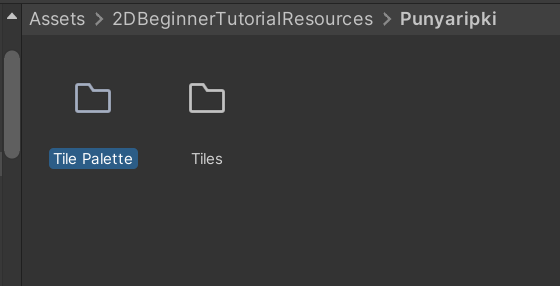 Assets > 2DBeginnerTutorialResources > Punyaripki
Tile Palette
Tiles